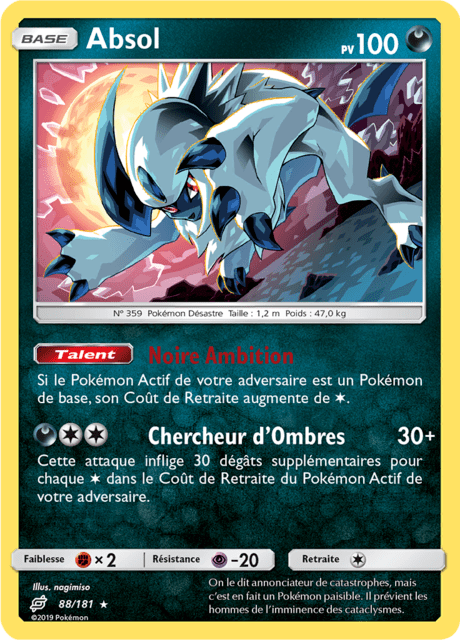 BASE Absol PV 100
N° 359 Pokémon Désastre Taille : 1,2 m Poids : 47,0 kg
Talent Noire Ambition
Si le Pokémon Actif de votre adversaire est un Pokémon
de base, son Coût de Retraite augmente de ✶.
Chercheur d'Ombres 30+
Cette attaque inflige 30 dégâts supplémentaires pour
chaque ✶ dans le Coût de Retraite du Pokémon Actif de
votre adversaire.
Faiblesse ×2 Résistance -20 Retraite
Illus. nagimiso
88/181 ★
©2019 Pokémon
On le dit annonciateur de catastrophes, mais
c'est en fait un Pokémon paisible. Il prévient les
hommes de l'imminence des cataclysmes.